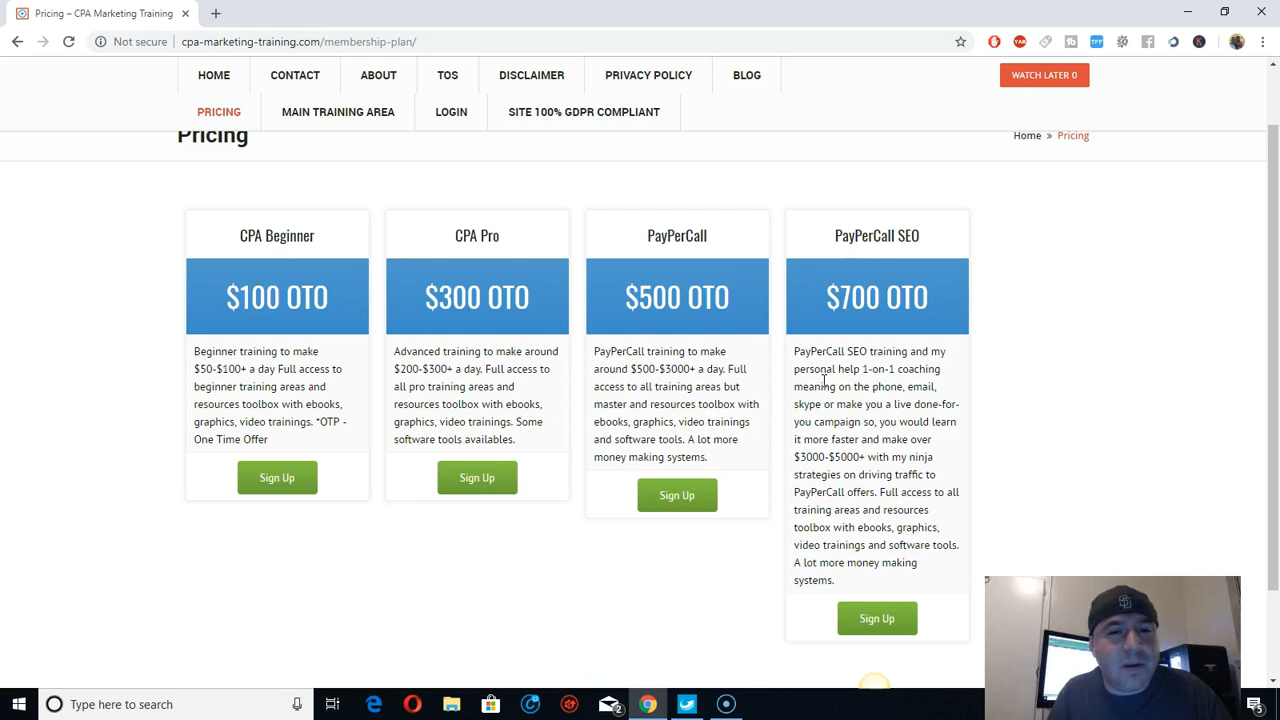 Pricing – CPA Marketing Training
Not secure
cpa-marketing-training.com/membership-plan/
HOME
CONTACT
ABOUT
TOS
DISCLAIMER
PRIVACY POLICY
BLOG
WATCH LATER 0
PRICING
MAIN TRAINING AREA
LOGIN
SITE 100% GDPR COMPLIANT
Pricing
Home » Pricing
CPA Beginner
$100 OTO
Beginner training to make
$50-$100+ a day Full access to
beginner training areas and
resources toolbox with ebooks,
graphics, video trainings. *OTP -
One Time Offer
Sign Up
CPA Pro
$300 OTO
Advanced training to make around
$200-$300+ a day. Full access to
all pro training areas and
resources toolbox with ebooks,
graphics, video trainings. Some
software tools availables.
Sign Up
PayPerCall
$500 OTO
PayPerCall training to make
around $500-$3000+ a day. Full
access to all training areas but
master and resources toolbox with
ebooks, graphics, video trainings
and software tools. A lot more
money making systems.
Sign Up
PayPerCall SEO
$700 OTO
PayPerCall SEO training and my
personal help 1-on-1 coaching
meaning on the phone, email,
skype or make you a live done-for-
you campaign so, you would learn
it more faster and make over
$3000-$5000+ with my ninja
strategies on driving traffic to
PayPerCall offers. Full access to all
training areas and resources
toolbox with ebooks, graphics,
video trainings and software tools.
A lot more money making
systems.
Sign Up
Type here to search